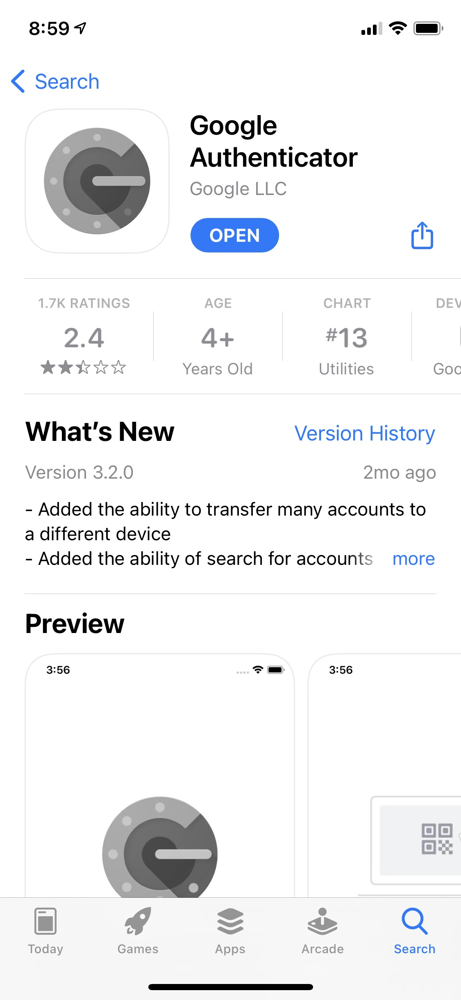 8:59
Search
Google
Authenticator
Google LLC
OPEN
1.7K RATINGS
2.4
AGE
4+
Years Old
CHART
#13
Utilities
DEV
Goo
What's New
Version History
Version 3.2.0
2mo ago
- Added the ability to transfer many accounts to
a different device
- Added the ability of search for accounts
more
Preview
3:56
3:56
Today
Games
Apps
Arcade
Search